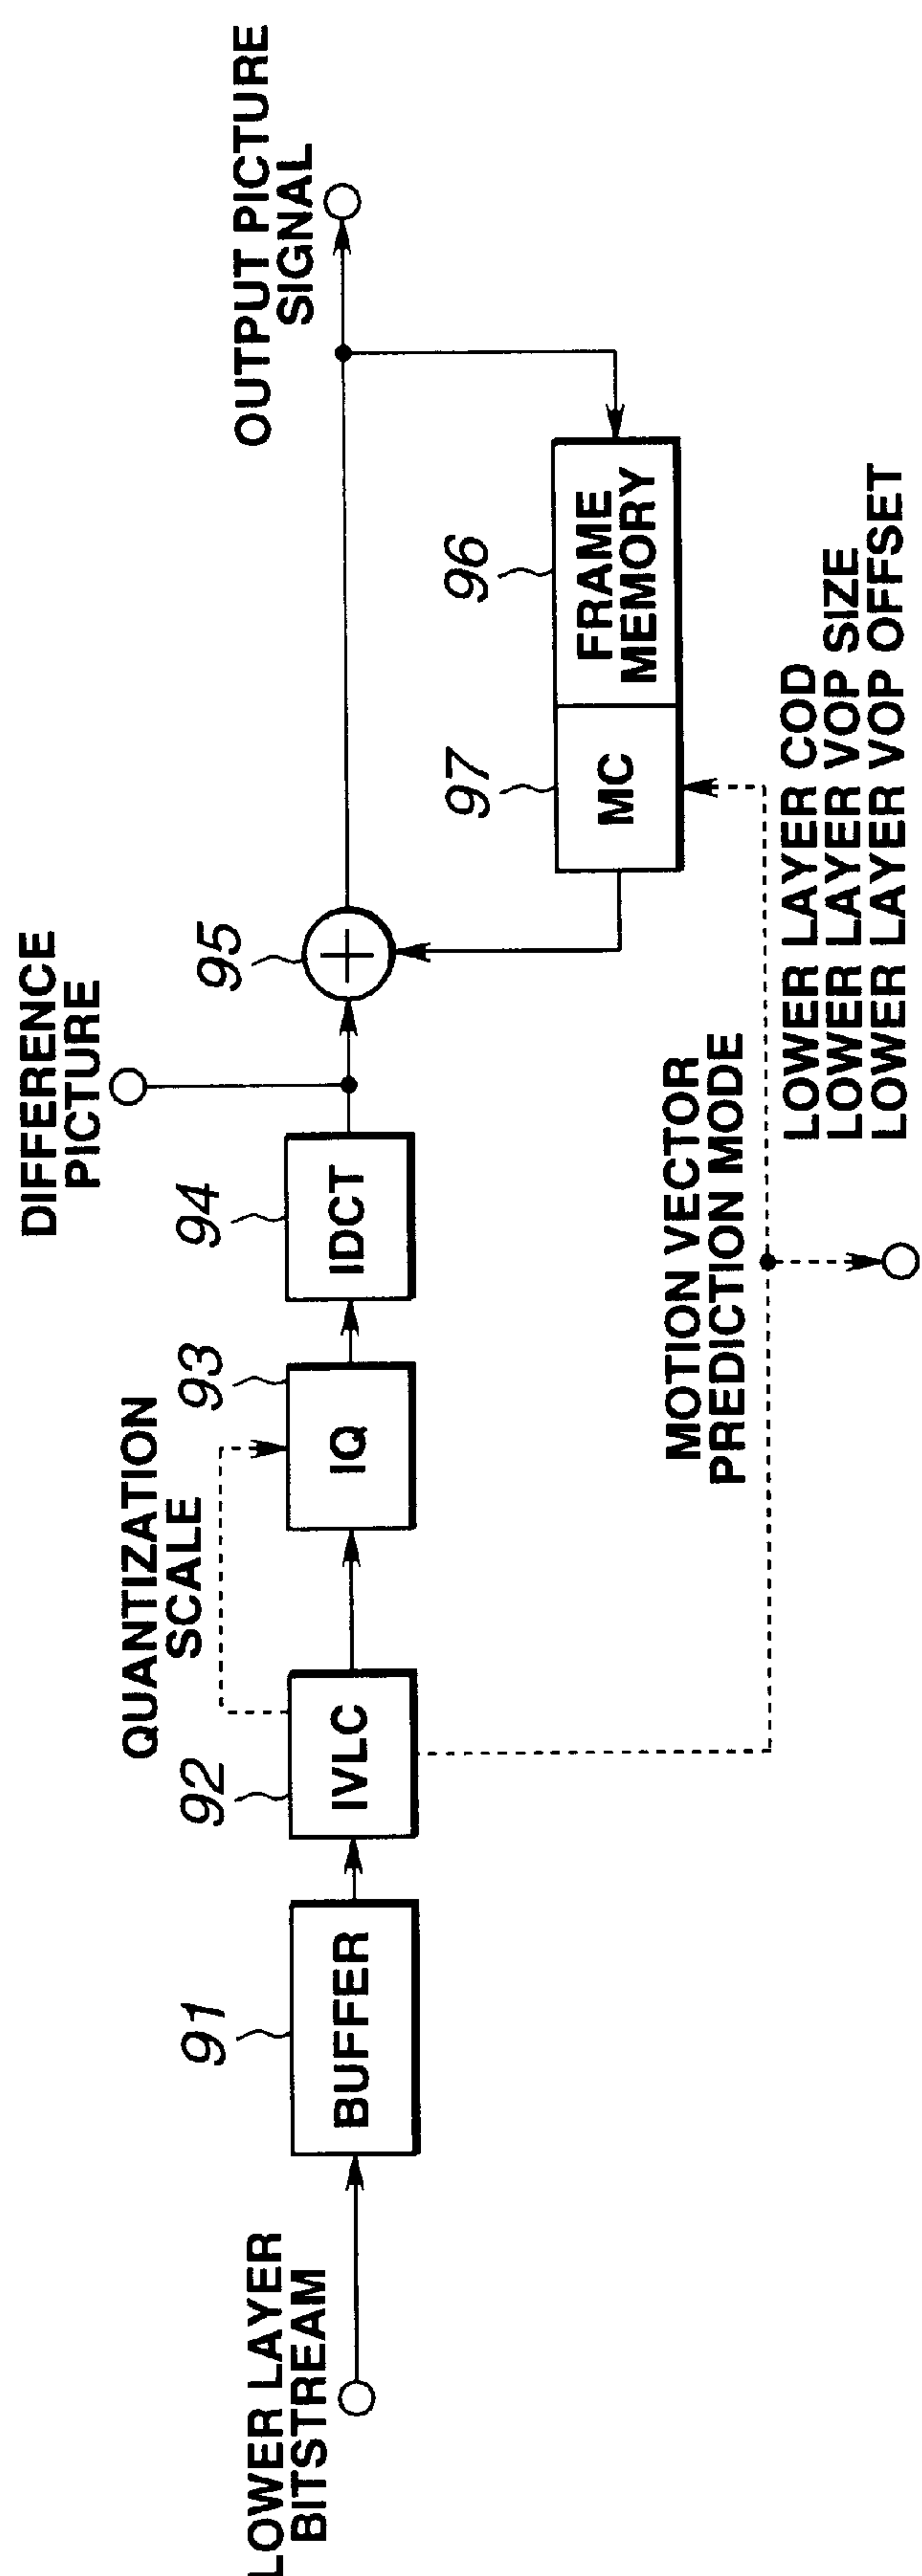 LOWER LAYER
BITSTREAM
91
BUFFER
92
IVLC
QUANTIZATION
SCALE
93
IQ
94
IDCT
DIFFERENCE
PICTURE
95
+
OUTPUT PICTURE
SIGNAL
97
MC
96
FRAME
MEMORY
MOTION VECTOR
PREDICTION MODE
LOWER LAYER COD
LOWER LAYER VOP SIZE
LOWER LAYER VOP OFFSET